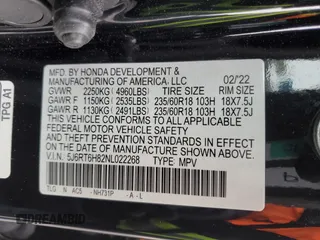 TPG A1
MFD. BY HONDA DEVELOPMENT & 02/22
MANUFACTURING OF AMERICA, LLC
GVWR 2250KG( 4960LBS) TIRE SIZE RIM SIZE
GAWR F 1150KG( 2535LBS) 235/60R18 103H 18X7.5J
GAWR R 1130KG( 2491LBS) 235/60R18 103H 18X7.5J
THIS VEHICLE CONFORMS TO ALL APPLICABLE
FEDERAL MOTOR VEHICLE SAFETY, BUMPER,
AND THEFT PREVENTION STANDARDS IN EFFECT
ON THE DATE OF MANUFACTURE SHOWN ABOVE.
V.I.N. 5J6RT6H82NL022268 TYPE: MPV
TLG N AC5 - NH731P - A - L
©DREAMBID